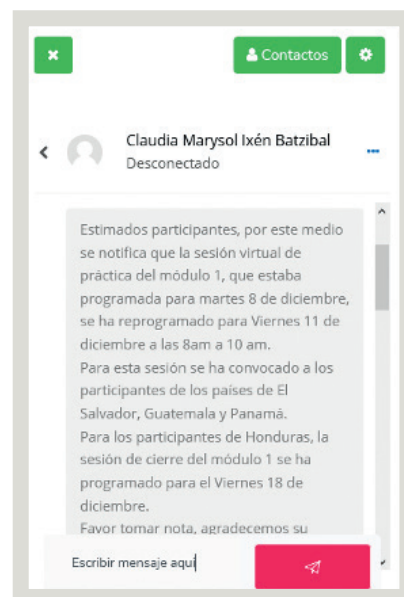 Contactos
Claudia Marysol Ixén Batzibal
Desconectado
Estimados participantes, por este medio
se notifica que la sesión virtual de
práctica del módulo 1, que estaba
programada para martes 8 de diciembre,
se ha reprogramado para Viernes 11 de
diciembre a las 8am a 10 am.
Para esta sesión se ha convocado a los
participantes de los países de El
Salvador, Guatemala y Panamá.
Para los participantes de Honduras, la
sesión de cierre del módulo 1 se ha
programado para el Viernes 18 de
diciembre.
Favor tomar nota, agradecemos su
Escribir mensaje aquí